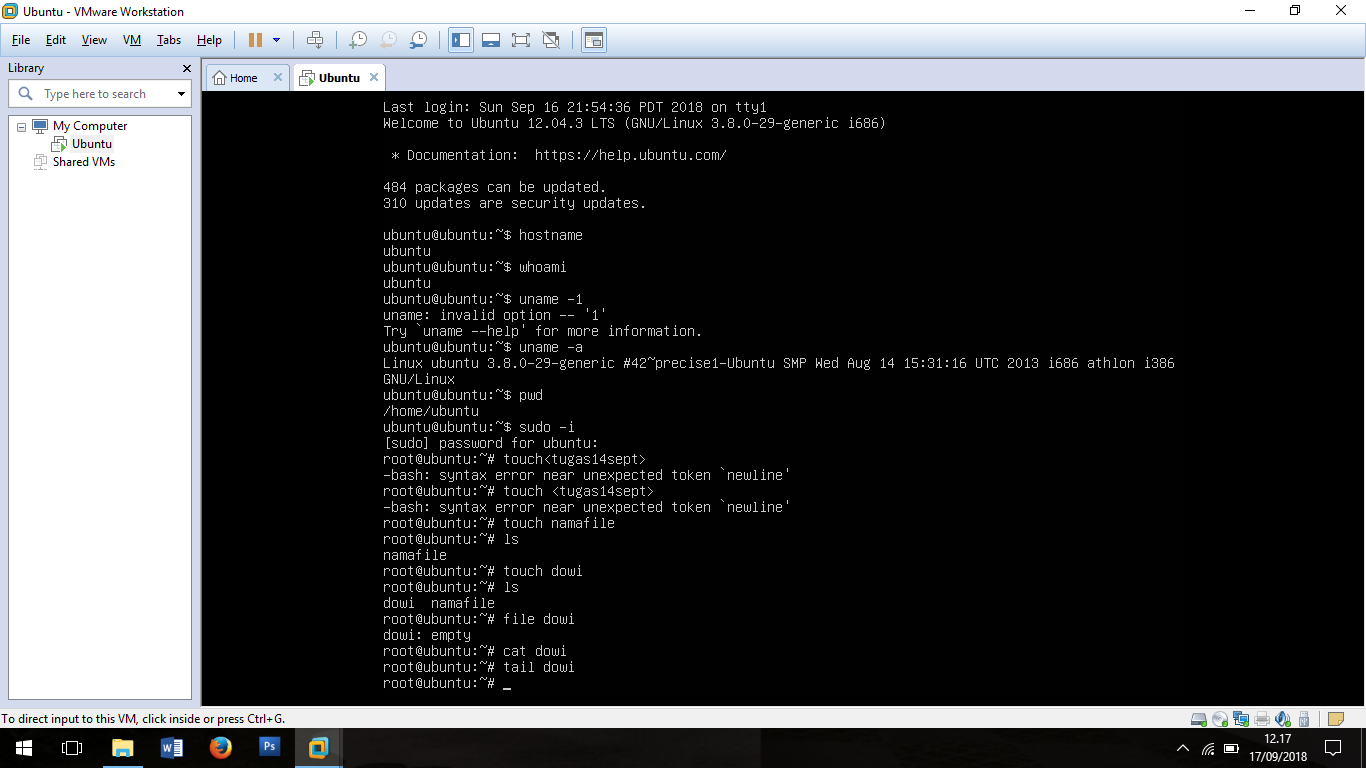 Ubuntu - VMware Workstation
File Edit View VM Tabs Help
Library
Type here to search
My Computer
Ubuntu
Shared VMs
Home Ubuntu
Last login: Sun Sep 16 21:54:36 PDT 2018 on tty1
Welcome to Ubuntu 12.04.3 LTS (GNU/Linux 3.8.0-29-generic i686)
* Documentation: https://help.ubuntu.com/
484 packages can be updated.
310 updates are security updates.
ubuntu@ubuntu:~$ hostname
ubuntu
ubuntu@ubuntu:~$ whoami
ubuntu
ubuntu@ubuntu:~$ uname -1
uname: invalid option -- '1'
Try `uname --help' for more information.
ubuntu@ubuntu:~$ uname -a
Linux ubuntu 3.8.0-29-generic #42~precise1-Ubuntu SMP Wed Aug 14 15:31:16 UTC 2013 i686 athlon i386
GNU/Linux
ubuntu@ubuntu:~$ pwd
/home/ubuntu
ubuntu@ubuntu:~$ sudo -i
[sudo] password for ubuntu:
root@ubuntu:~# touch<tugas14sept>
-bash: syntax error near unexpected token `newline'
root@ubuntu:~# touch <tugas14sept>
-bash: syntax error near unexpected token `newline'
root@ubuntu:~# touch namafile
root@ubuntu:~# ls
namafile
root@ubuntu:~# touch dowi
root@ubuntu:~# ls
dowi  namafile
root@ubuntu:~# file dowi
dowi: empty
root@ubuntu:~# cat dowi
root@ubuntu:~# tail dowi
root@ubuntu:~# _
To direct input to this VM, click inside or press Ctrl+G.
Ps
12.17
17/09/2018